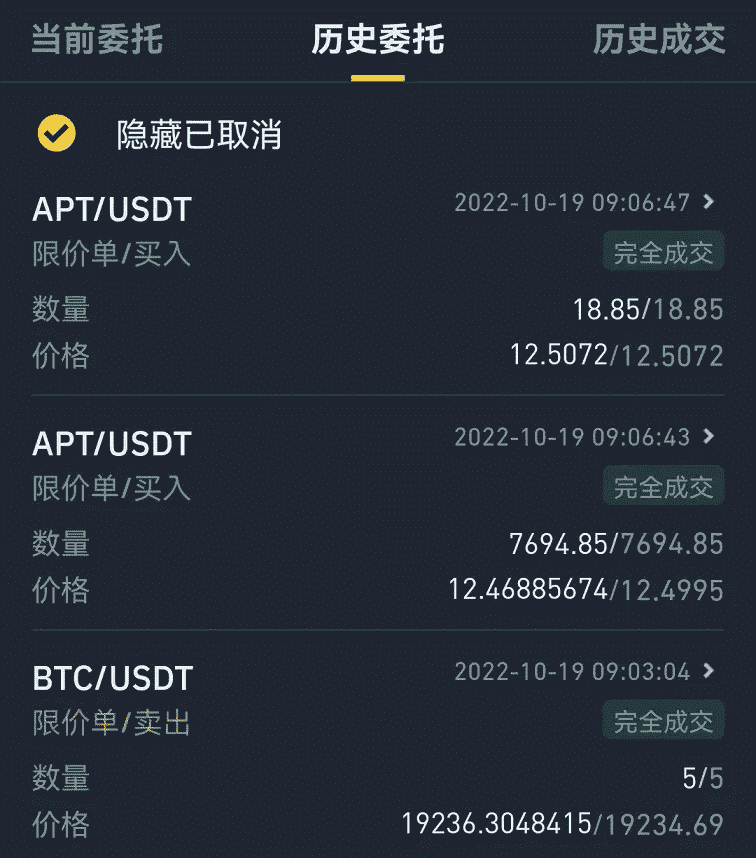 当前委托 历史委托 历史成交
隐藏已取消
APT/USDT 2022-10-19 09:06:47
限价单/买入 完全成交
数量 18.85/18.85
价格 12.5072/12.5072
APT/USDT 2022-10-19 09:06:43
限价单/买入 完全成交
数量 7694.85/7694.85
价格 12.46885674/12.4995
BTC/USDT 2022-10-19 09:03:04
限价单/卖出 完全成交
数量 5/5
价格 19236.3048415/19234.69